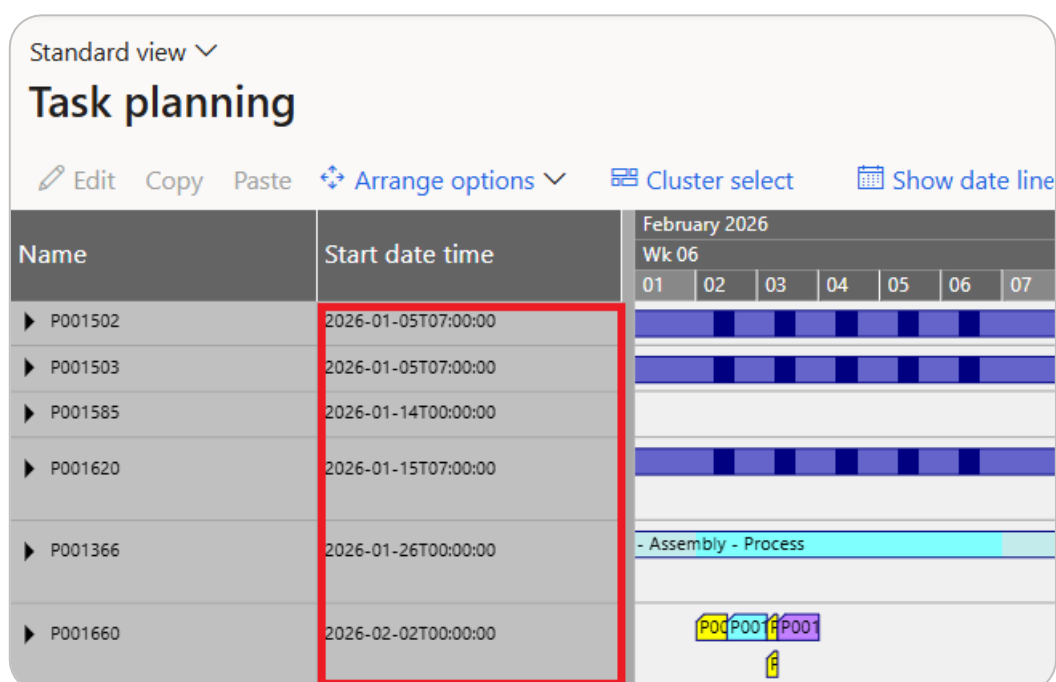 Standard view
Task planning
Edit Copy Paste Arrange options Cluster select Show date line
Name Start date time February 2026
Wk 06
01 02 03 04 05 06 07
P001502 2026-01-05T07:00:00
P001503 2026-01-05T07:00:00
P001585 2026-01-14T00:00:00
P001620 2026-01-15T07:00:00
P001366 2026-01-26T00:00:00 - Assembly - Process
P001660 2026-02-02T00:00:00 P001 P001